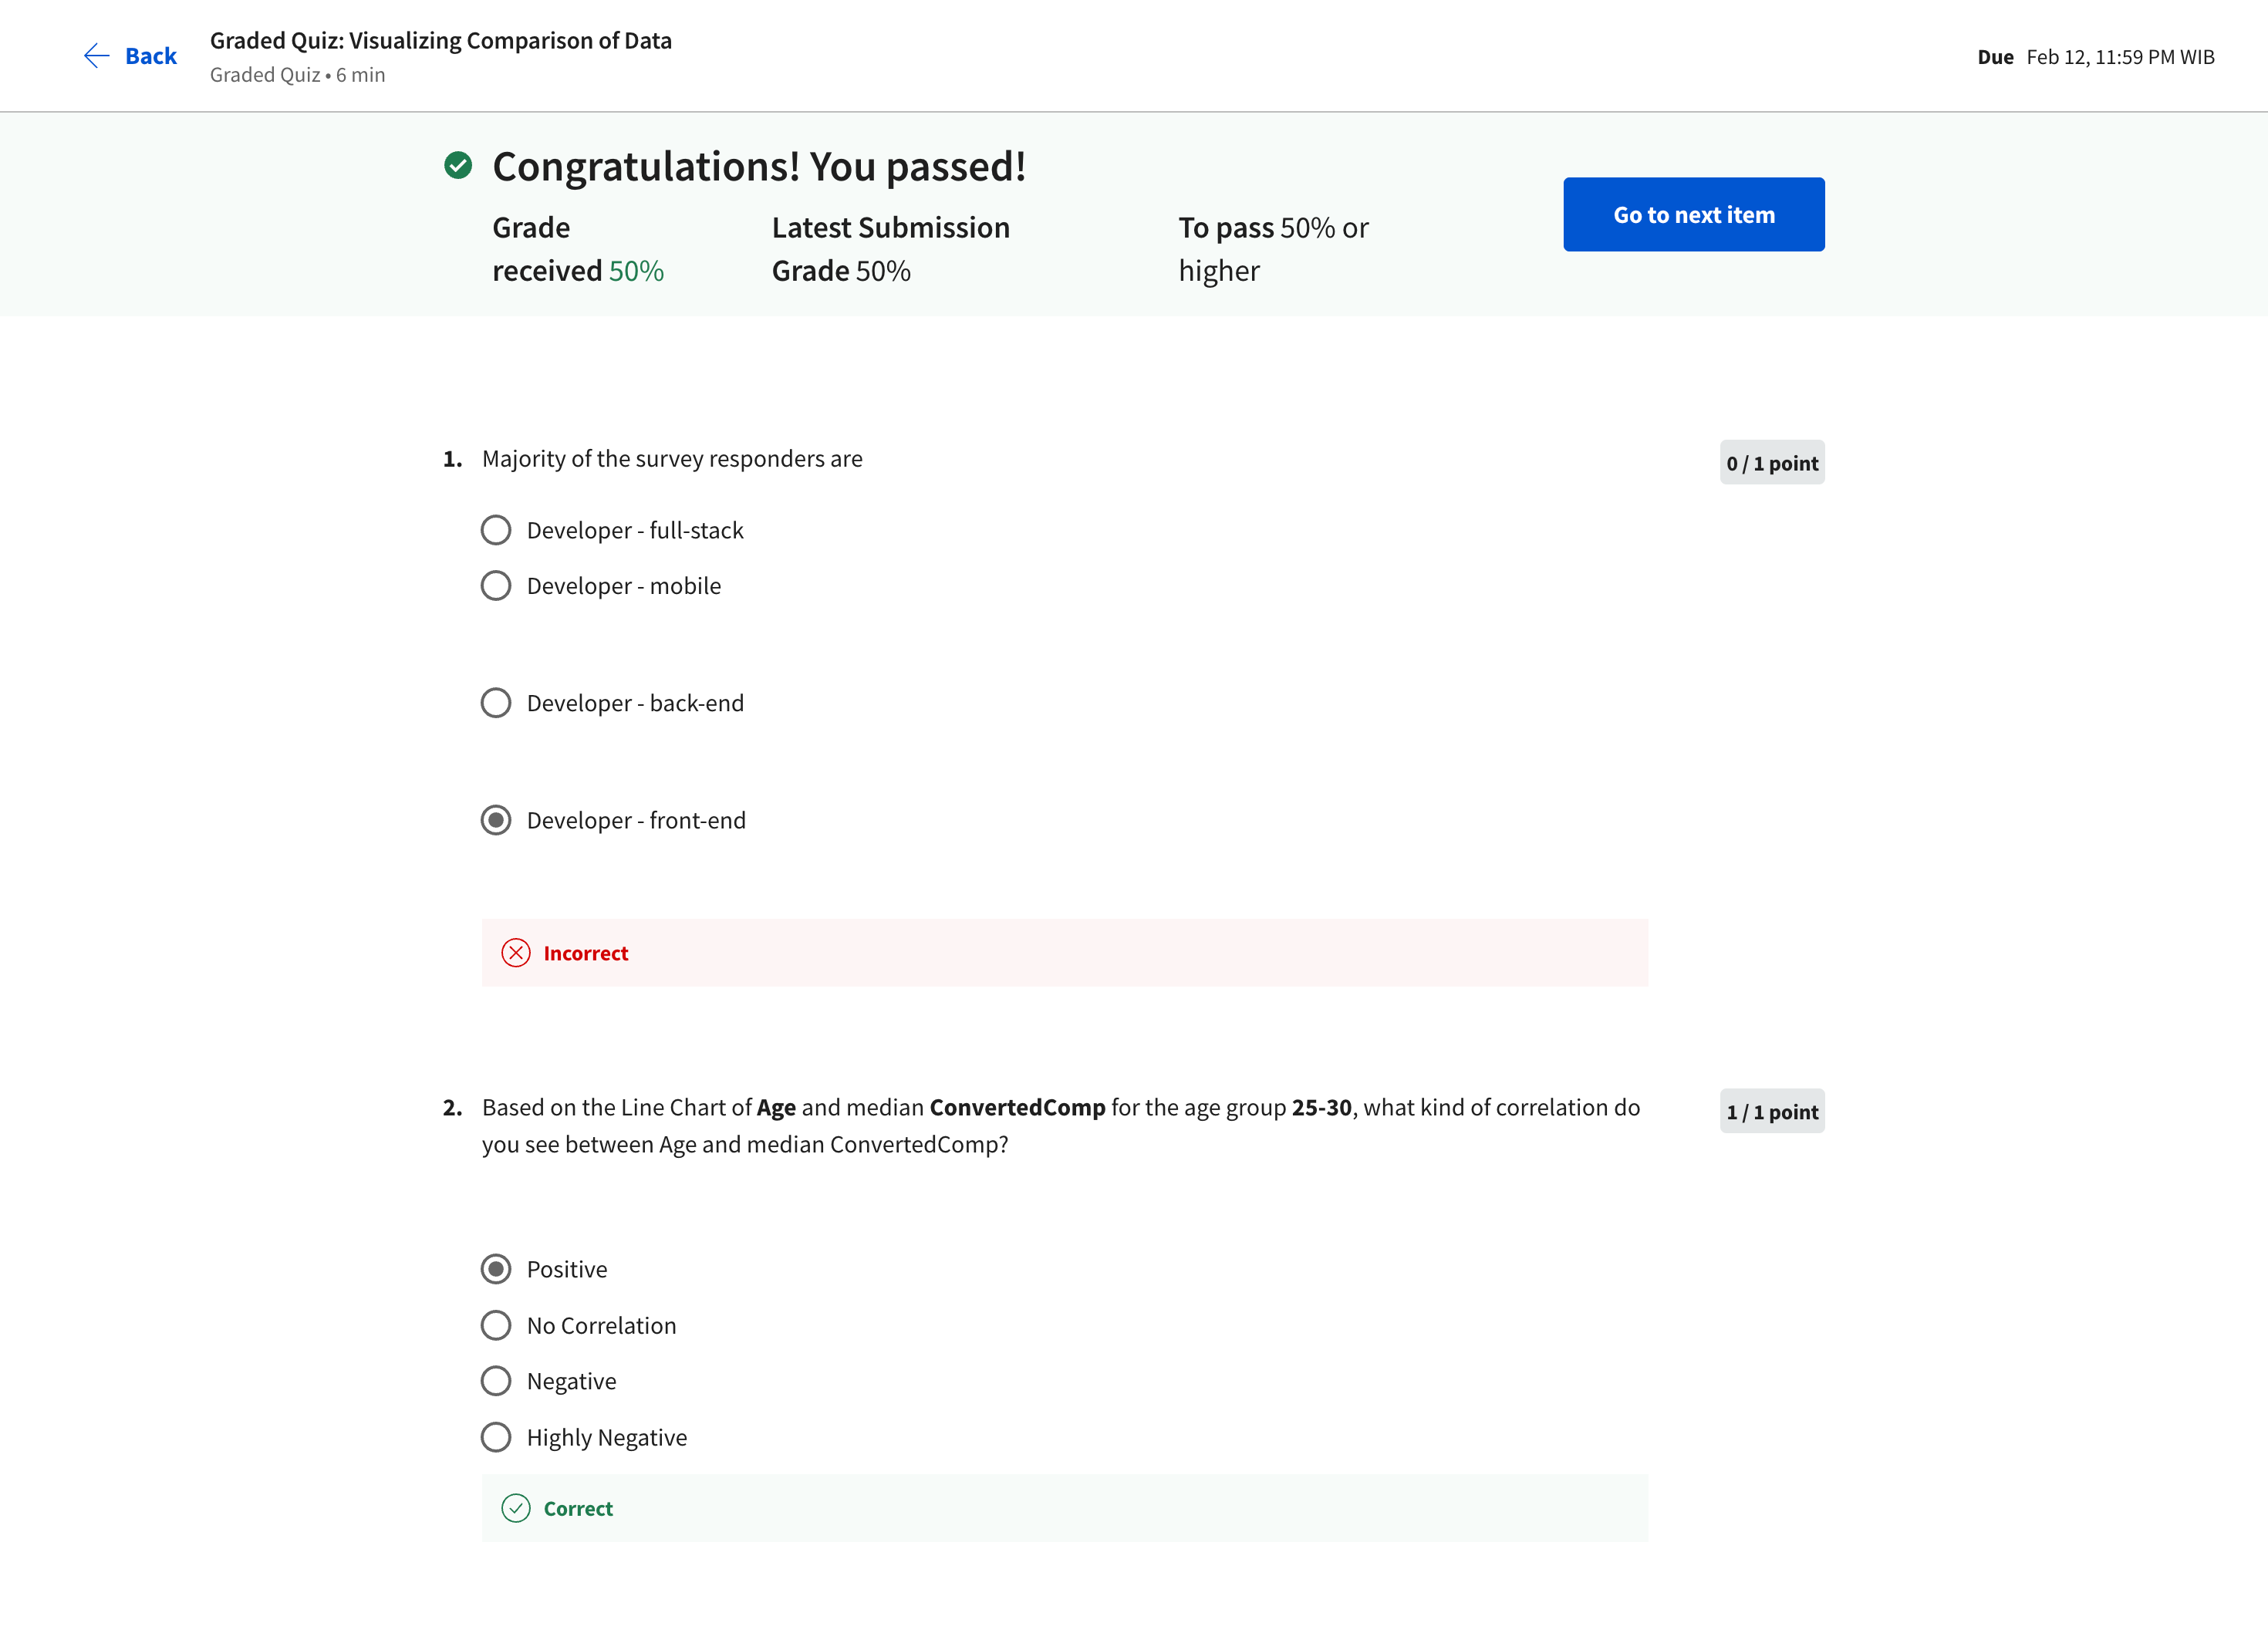 Back
Graded Quiz: Visualizing Comparison of Data
Graded Quiz • 6 min
Due Feb 12, 11:59 PM WIB
Congratulations! You passed!
Grade
received 50%
Latest Submission
Grade 50%
To pass 50% or
higher
Go to next item
1. Majority of the survey responders are
0 / 1 point
Developer - full-stack
Developer - mobile
Developer - back-end
Developer - front-end
Incorrect
2. Based on the Line Chart of Age and median ConvertedComp for the age group 25-30, what kind of correlation do
you see between Age and median ConvertedComp?
1 / 1 point
Positive
No Correlation
Negative
Highly Negative
Correct